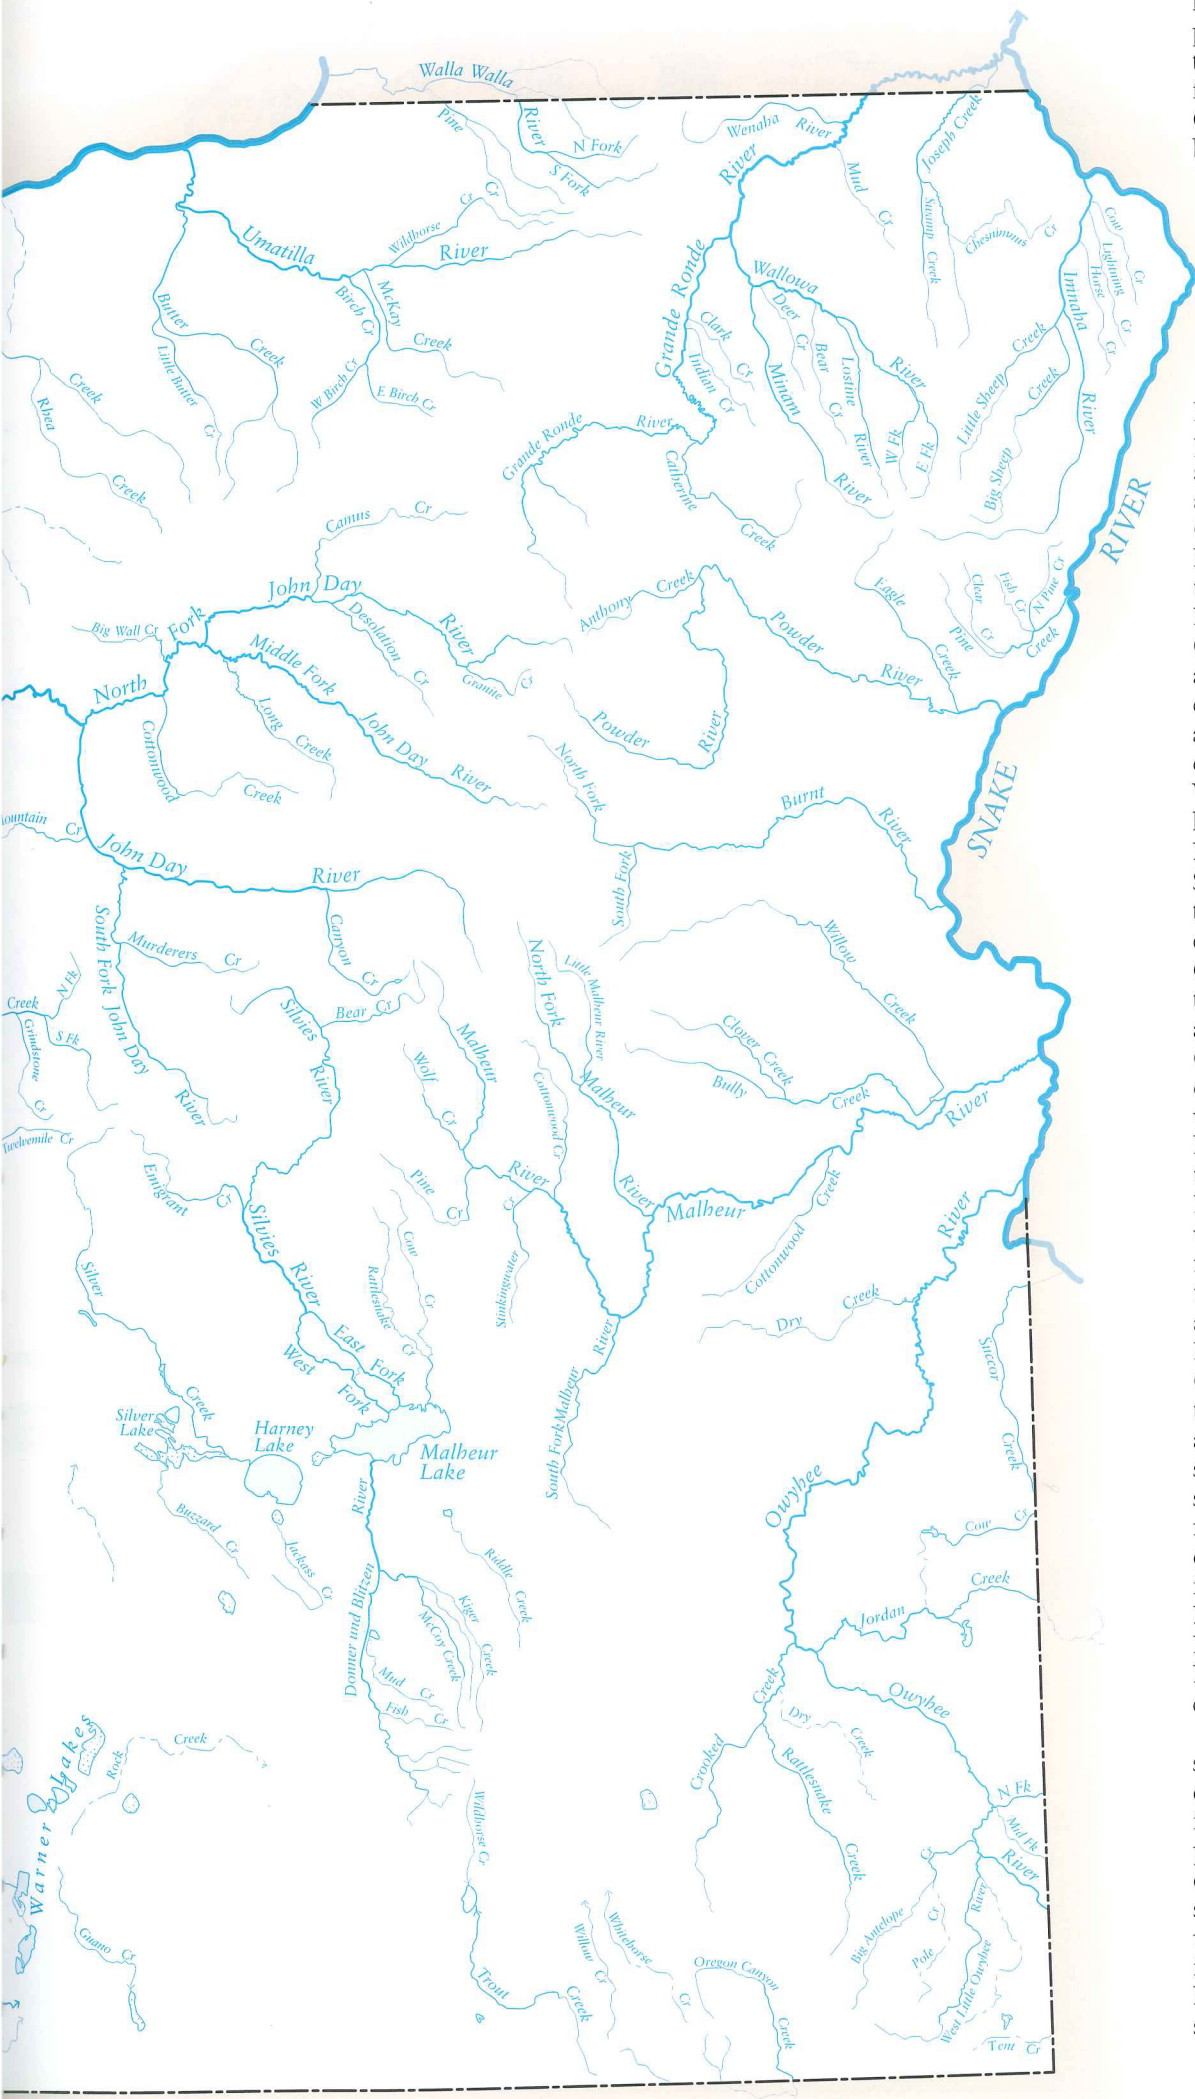 Walla Walla
River
N Fork
S Fork
Pine
Cr
Wenaha River
Joseph Creek
River
Mud
Cr
Swamp Creek
Chesnimnus Cr
Cow
Cr
Lightning
Horse
Cr
Cr
Umatilla
Wildhorse Cr
River
Grande Ronde
Wallowa
River
Imnaha
River
Butter
Creek
Little Butter
Cr
Birch Cr
McKay
Creek
W Birch Cr
E Birch Cr
Clark
Cr
Indian
Cr
Deer
Cr
Bear
Cr
Minam
River
Lostine
River
W Fk
E Fk
Little Sheep
Creek
Big Sheep
Creek
Creek
Rhea
Creek
Grande Ronde
River
Catherine
Creek
SNAKE
RIVER
Camus Cr
John Day
Fork
River
Desolation
Cr
Big Wall Cr
North
Middle Fork
John Day
River
Granite
Cr
Anthony
Creek
Powder
River
Eagle
Creek
Clear
Cr
Fish Cr
N Pine Cr
Pine
Creek
Long
Creek
Cottonwood
Creek
Powder
River
North Fork
Burnt
River
South Fork
ountain
Cr
John Day
River
South Fork John Day
River
Murderers
Cr
Canyon
Cr
Bear
Cr
Silvies
River
Creek
N Fk
S Fk
Grindstone
Cr
Twelvemile Cr
North Fork
Little Malheur River
Malheur
River
Willow
Creek
Clover Creek
Bully
Creek
River
Malheur
Wolf
Cr
Cottonwood Cr
Malheur
River
Emigrant
Cr
Silvies
River
Pine
Cr
Cr
Stinkingwater
Cottonwood
Creek
River
Dry
Creek
Silver
Creek
Cow
Cr
Rattlesnake
Cr
East
Fork
West
Fork
South Fork Malheur
River
Succor
Creek
Silver
Lake
Harney
Lake
Malheur
Lake
Owyhee
Buzzard
Cr
Jackass
Cr
River
Donner und Blitzen
Riddle
Creek
Kiger
Creek
McCoy Creek
Mud
Cr
Fish
Cr
Cow
Cr
Jordan
Creek
Owyhee
River
N Fk
Mid Fk
Crooked
Creek
Dry
Creek
Rattlesnake
Creek
Warner Lakes
Rock
Creek
Guano
Cr
Wildhorse Cr
Trout
Creek
Willow
Cr
Whitehorse
Cr
Oregon Canyon
Creek
Big Antelope
Cr
Pole
Cr
West Little Owyhee
River
Tent Cr